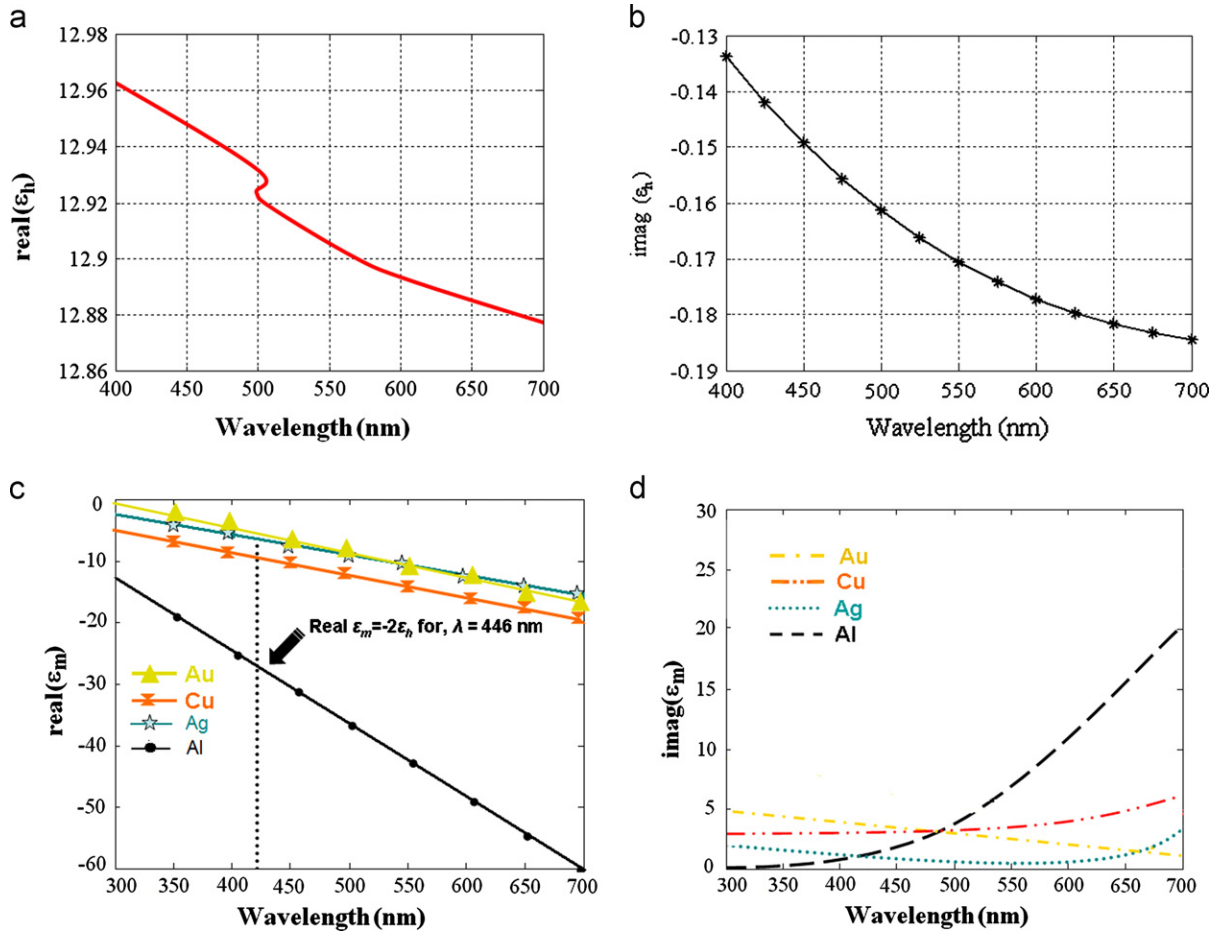 a
12.98
12.96
12.94
12.92
12.9
12.88
12.86
real(εh)
400 450 500 550 600 650 700
Wavelength (nm)
b
-0.13
-0.14
-0.15
-0.16
-0.17
-0.18
-0.19
imag (εh)
400 450 500 550 600 650 700
Wavelength (nm)
c
0
-10
-20
-30
-40
-50
-60
real(εm)
Real εm=-2εh for, λ = 446 nm
Au
Cu
Ag
Al
300 350 400 450 500 550 600 650 700
Wavelength (nm)
d
30
25
20
15
10
5
0
imag(εm)
Au
Cu
Ag
Al
300 400 500 600 700
Wavelength (nm)